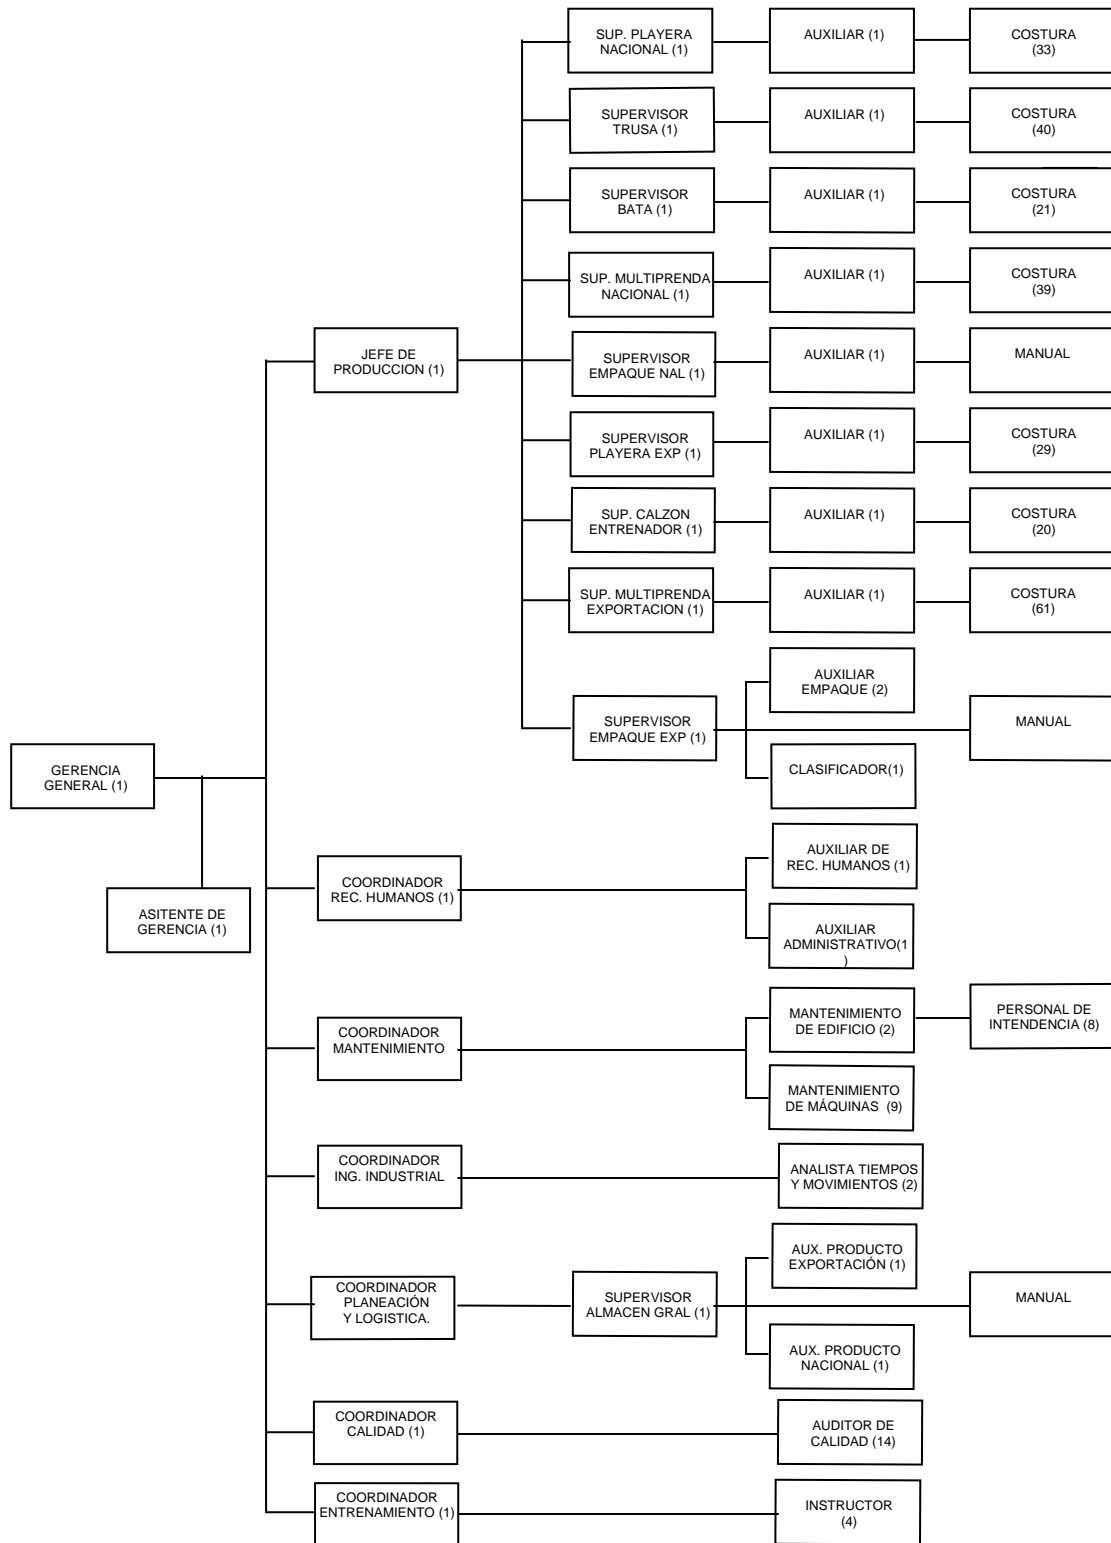 SUP. PLAYERA
NACIONAL (1)
AUXILIAR (1)
COSTURA
(33)
SUPERVISOR
TRUSA (1)
AUXILIAR (1)
COSTURA
(40)
SUPERVISOR
BATA (1)
AUXILIAR (1)
COSTURA
(21)
SUP. MULTIPRENDA
NACIONAL (1)
AUXILIAR (1)
COSTURA
(39)
JEFE DE
PRODUCCION (1)
SUPERVISOR
EMPAQUE NAL (1)
AUXILIAR (1)
MANUAL
SUPERVISOR
PLAYERA EXP (1)
AUXILIAR (1)
COSTURA
(29)
SUP. CALZON
ENTRENADOR (1)
AUXILIAR (1)
COSTURA
(20)
SUP. MULTIPRENDA
EXPORTACION (1)
AUXILIAR (1)
COSTURA
(61)
AUXILIAR
EMPAQUE (2)
SUPERVISOR
EMPAQUE EXP (1)
MANUAL
CLASIFICADOR(1)
GERENCIA
GENERAL (1)
ASITENTE DE
GERENCIA (1)
COORDINADOR
REC. HUMANOS (1)
AUXILIAR DE
REC. HUMANOS (1)
AUXILIAR
ADMINISTRATIVO(1
)
COORDINADOR
MANTENIMIENTO
MANTENIMIENTO
DE EDIFICIO (2)
PERSONAL DE
INTENDENCIA (8)
MANTENIMIENTO
DE MÁQUINAS (9)
COORDINADOR
ING. INDUSTRIAL
ANALISTA TIEMPOS
Y MOVIMIENTOS (2)
COORDINADOR
PLANEACIÓN
Y LOGISTICA.
SUPERVISOR
ALMACEN GRAL (1)
AUX. PRODUCTO
EXPORTACIÓN (1)
MANUAL
AUX. PRODUCTO
NACIONAL (1)
COORDINADOR
CALIDAD (1)
AUDITOR DE
CALIDAD (14)
COORDINADOR
ENTRENAMIENTO (1)
INSTRUCTOR
(4)